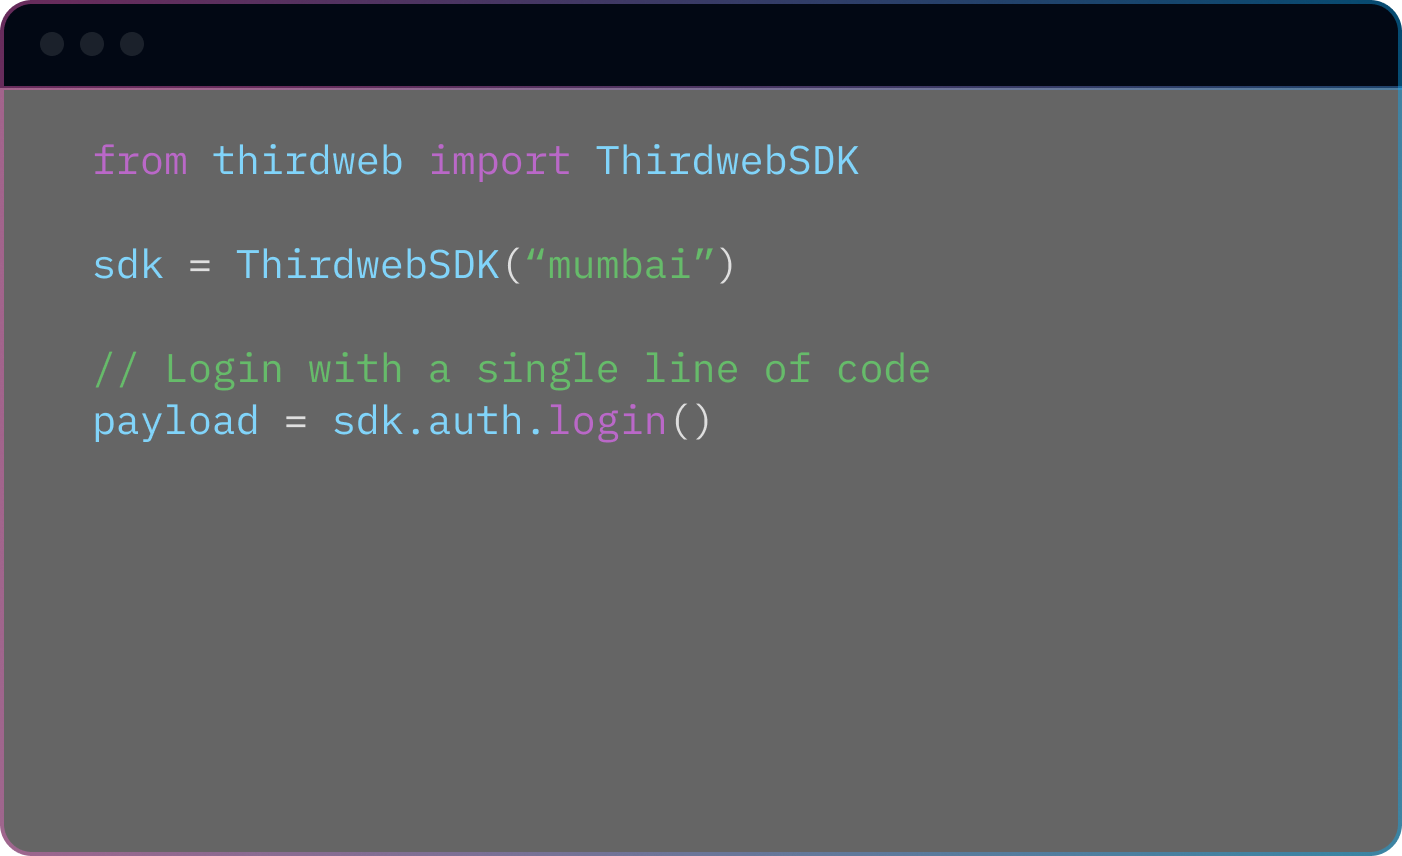 from thirdweb import ThirdwebSDK
sdk = ThirdwebSDK(“mumbai”)
// Login with a single line of code
payload = sdk.auth.login()